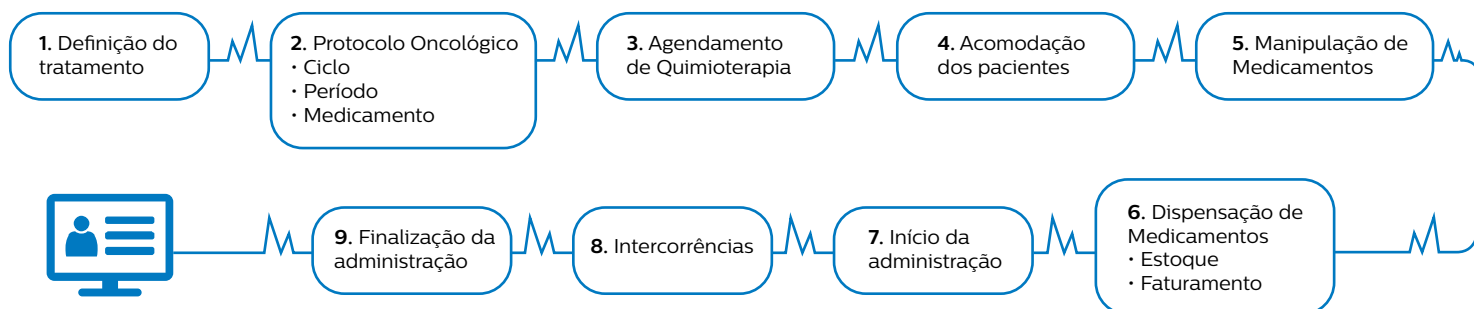 1. Definição do
tratamento
2. Protocolo Oncológico
• Ciclo
• Período
• Medicamento
3. Agendamento
de Quimioterapia
4. Acomodação
dos pacientes
5. Manipulação de
Medicamentos
6. Dispensação de
Medicamentos
• Estoque
• Faturamento
7. Início da
administração
8. Intercorrências
9. Finalização da
administração